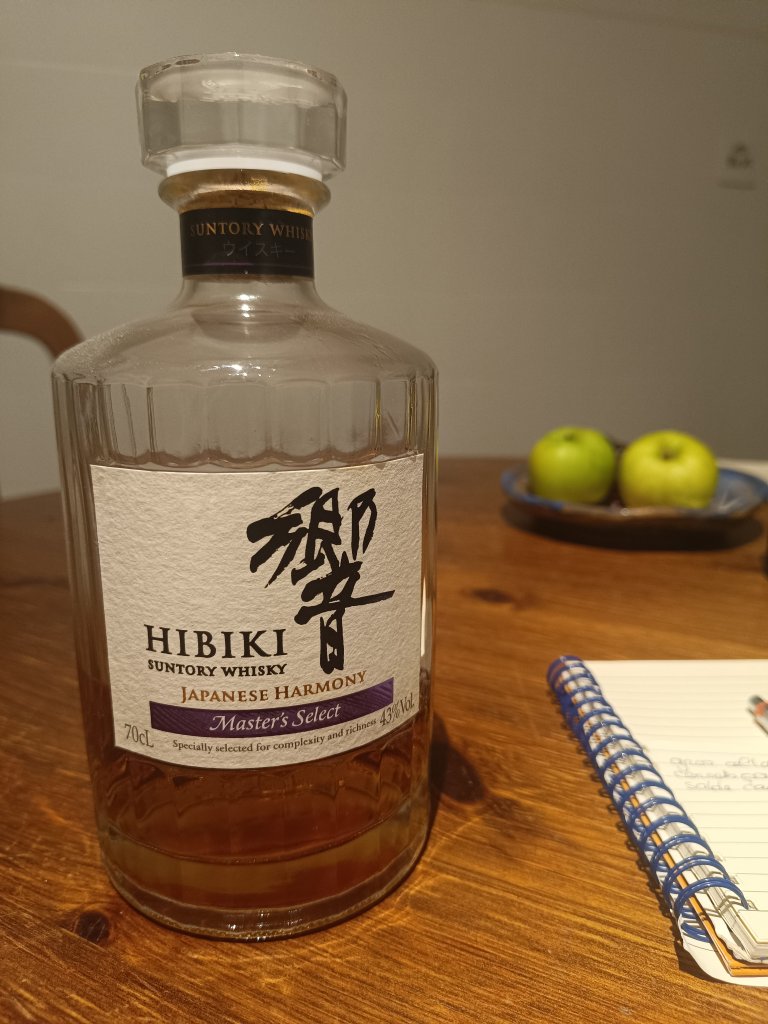 SUNTORY WHISK
ウイスキー
響
HIBIKI
SUNTORY WHISKY
JAPANESE HARMONY
Master's Select
70cL
Specially selected for complexity and richness
43%Vol.